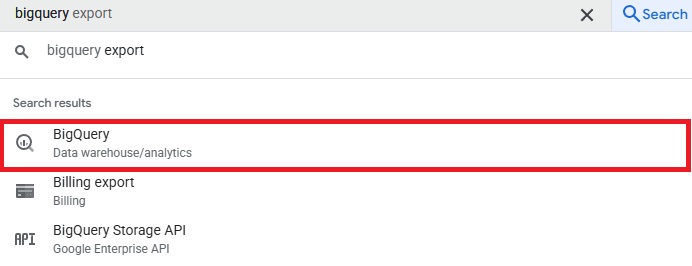 bigquery export
Search
bigquery export
Search results
BigQuery
Data warehouse/analytics
Billing export
Billing
API
BigQuery Storage API
Google Enterprise API